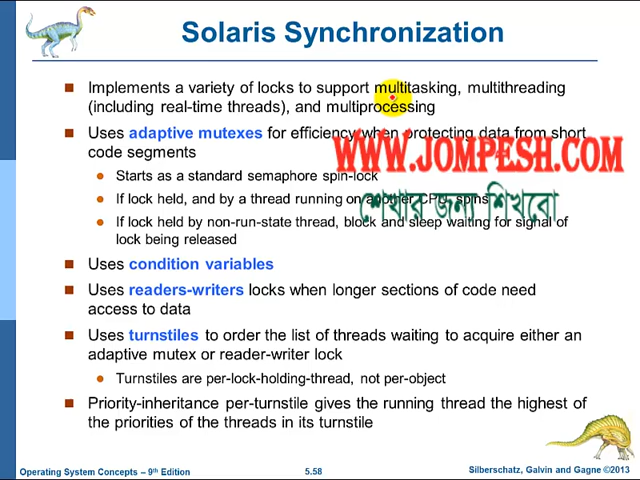 Solaris Synchronization
Implements a variety of locks to support multitasking, multithreading
(including real-time threads), and multiprocessing
Uses adaptive mutexes for efficiency when protecting data from short
code segments
WWW.JOMPESH.COM
Starts as a standard semaphore spin-lock
If lock held, and by a thread running on another CPU, spins
শেখার জন্য শিখবো
If lock held by non-run-state thread, block and sleep waiting for signal of
lock being released
Uses condition variables
Uses readers-writers locks when longer sections of code need
access to data
Uses turnstiles to order the list of threads waiting to acquire either an
adaptive mutex or reader-writer lock
Turnstiles are per-lock-holding-thread, not per-object
Priority-inheritance per-turnstile gives the running thread the highest of
the priorities of the threads in its turnstile
Operating System Concepts – 9th Edition
5.58
Silberschatz, Galvin and Gagne ©2013